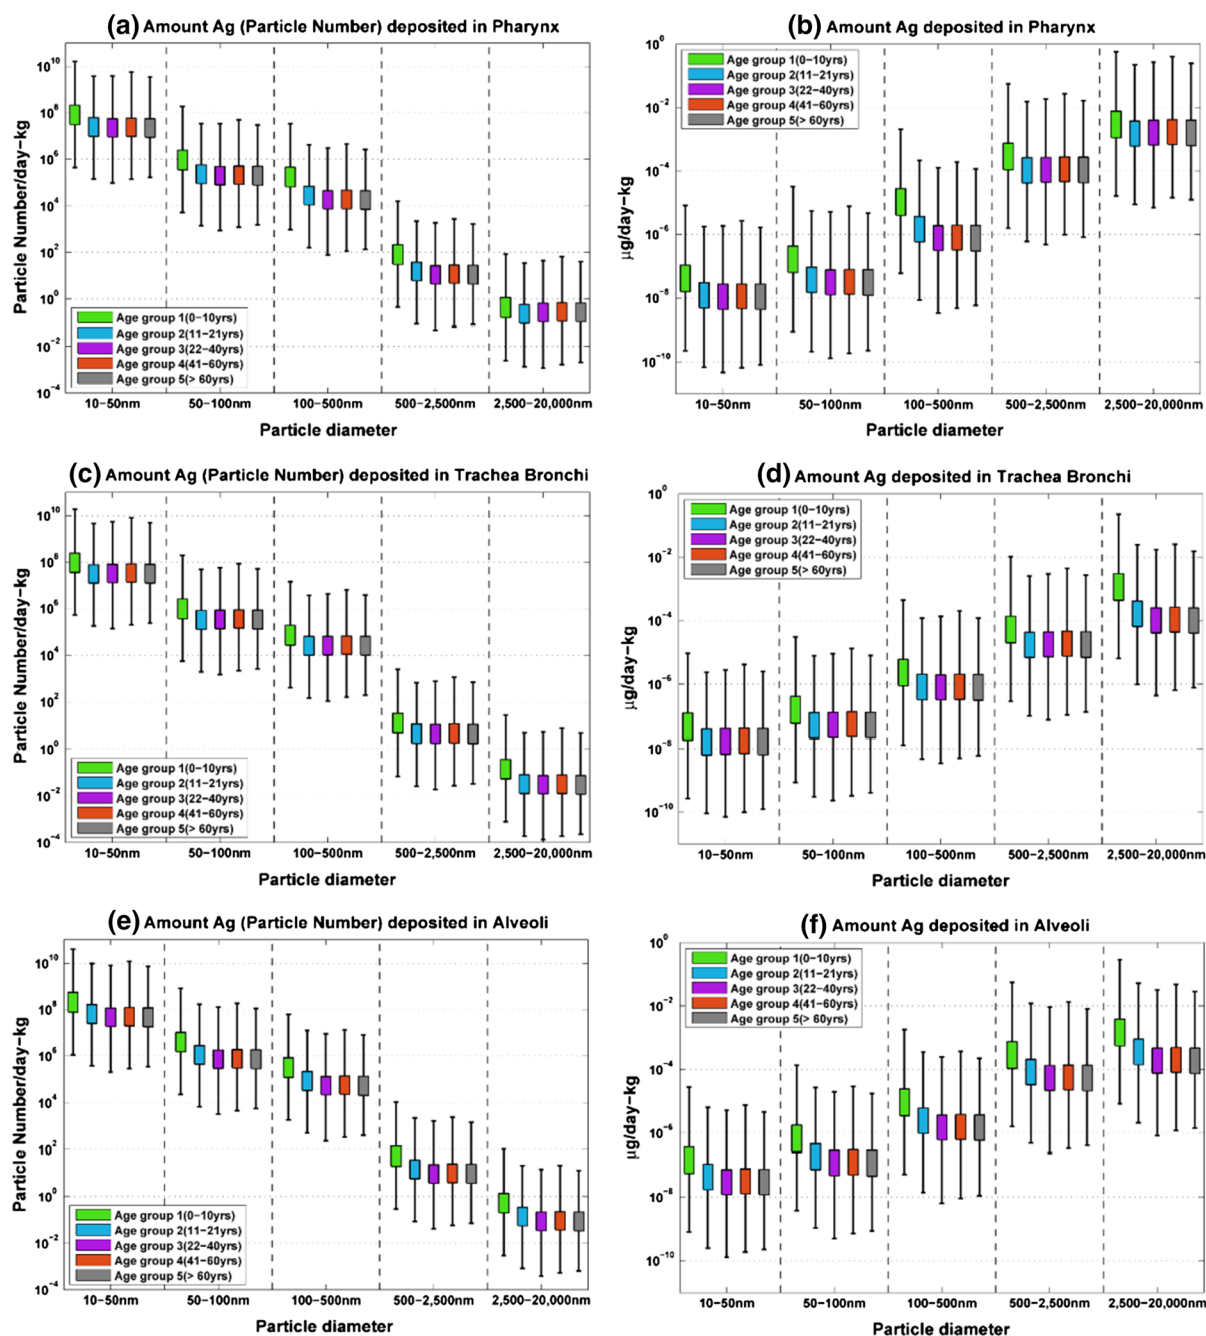 (a) Amount Ag (Particle Number) deposited in Pharynx
Particle Number/day-kg
10^10
10^8
10^6
10^4
10^2
10^0
10^-2
10^-4
Age group 1(0-10yrs)
Age group 2(11-21yrs)
Age group 3(22-40yrs)
Age group 4(41-60yrs)
Age group 5(> 60yrs)
10-50nm 50-100nm 100-500nm 500-2,500nm 2,500-20,000nm
Particle diameter
(b) Amount Ag deposited in Pharynx
µg/day-kg
10^0
10^-2
10^-4
10^-6
10^-8
10^-10
Age group 1(0-10yrs)
Age group 2(11-21yrs)
Age group 3(22-40yrs)
Age group 4(41-60yrs)
Age group 5(> 60yrs)
10-50nm 50-100nm 100-500nm 500-2,500nm 2,500-20,000nm
Particle diameter
(c) Amount Ag (Particle Number) deposited in Trachea Bronchi
Particle Number/day-kg
10^10
10^8
10^6
10^4
10^2
10^0
10^-2
10^-4
Age group 1(0-10yrs)
Age group 2(11-21yrs)
Age group 3(22-40yrs)
Age group 4(41-60yrs)
Age group 5(> 60yrs)
10-50nm 50-100nm 100-500nm 500-2,500nm 2,500-20,000nm
Particle diameter
(d) Amount Ag deposited in Trachea Bronchi
µg/day-kg
10^0
10^-2
10^-4
10^-6
10^-8
10^-10
Age group 1(0-10yrs)
Age group 2(11-21yrs)
Age group 3(22-40yrs)
Age group 4(41-60yrs)
Age group 5(> 60yrs)
10-50nm 50-100nm 100-500nm 500-2,500nm 2,500-20,000nm
Particle diameter
(e) Amount Ag (Particle Number) deposited in Alveoli
Particle Number/day-kg
10^10
10^8
10^6
10^4
10^2
10^0
10^-2
10^-4
Age group 1(0-10yrs)
Age group 2(11-21yrs)
Age group 3(22-40yrs)
Age group 4(41-60yrs)
Age group 5(> 60yrs)
10-50nm 50-100nm 100-500nm 500-2,500nm 2,500-20,000nm
Particle diameter
(f) Amount Ag deposited in Alveoli
µg/day-kg
10^0
10^-2
10^-4
10^-6
10^-8
10^-10
Age group 1(0-10yrs)
Age group 2(11-21yrs)
Age group 3(22-40yrs)
Age group 4(41-60yrs)
Age group 5(> 60yrs)
10-50nm 50-100nm 100-500nm 500-2,500nm 2,500-20,000nm
Particle diameter